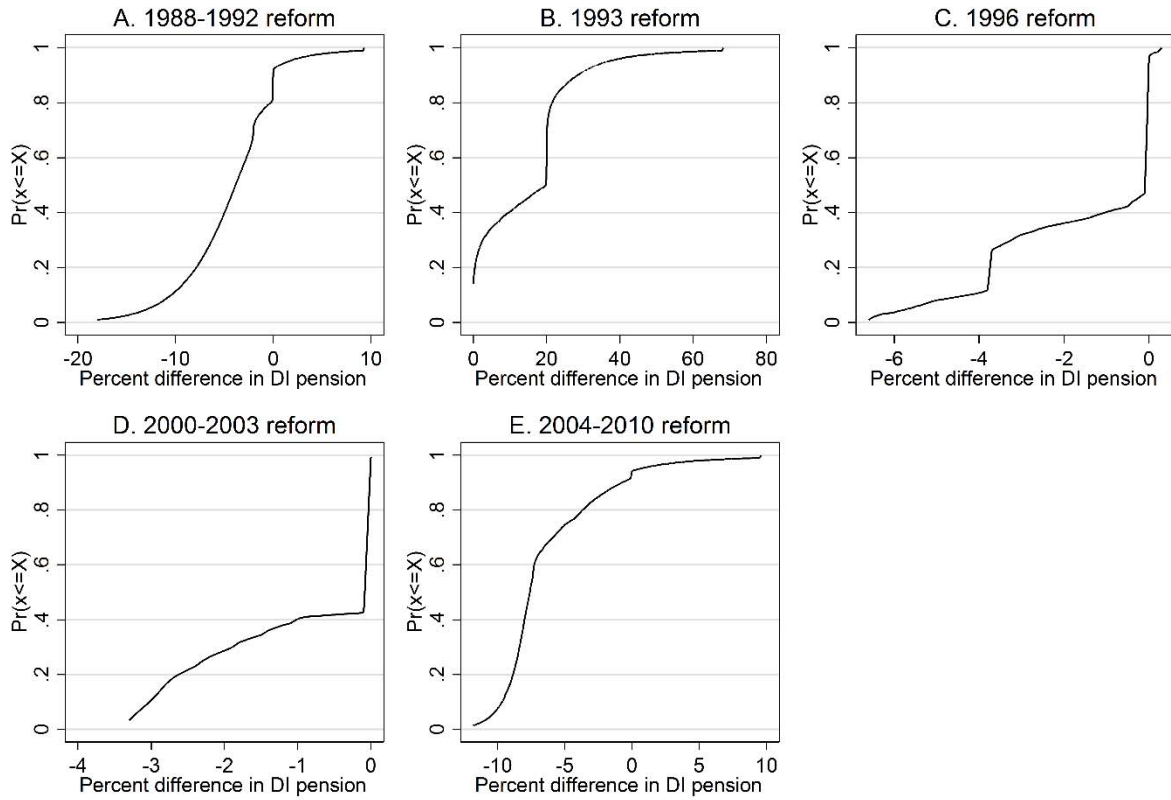 A. 1988-1992 reform
Pr(x<=X)
1
.8
.6
.4
.2
0
-20 -10 0 10
Percent difference in DI pension
B. 1993 reform
Pr(x<=X)
1
.8
.6
.4
.2
0
0 20 40 60 80
Percent difference in DI pension
C. 1996 reform
Pr(x<=X)
1
.8
.6
.4
.2
0
-6 -4 -2 0
Percent difference in DI pension
D. 2000-2003 reform
Pr(x<=X)
1
.8
.6
.4
.2
0
-4 -3 -2 -1 0
Percent difference in DI pension
E. 2004-2010 reform
Pr(x<=X)
1
.8
.6
.4
.2
0
-10 -5 0 5 10
Percent difference in DI pension